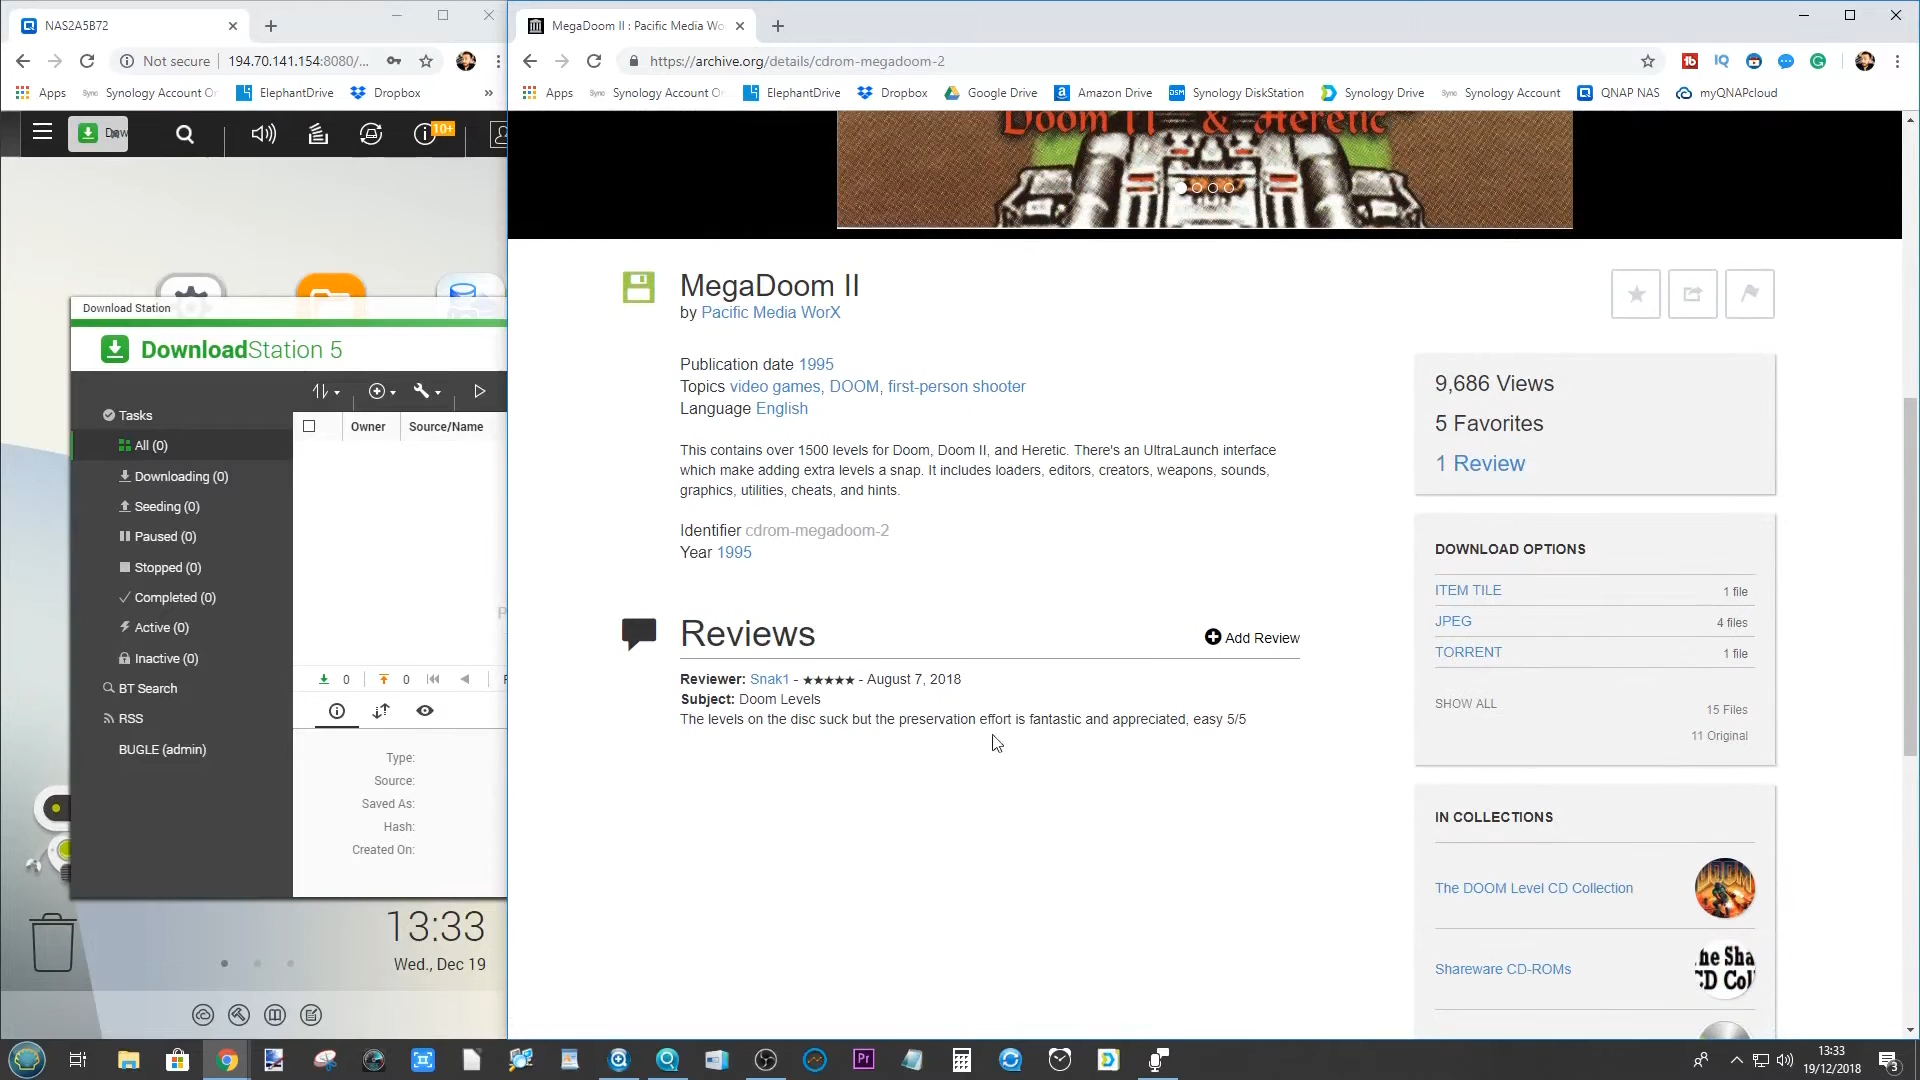 NAS2A5B72
Not secure
194.70.141.154:8080/...
Apps
Synology Account O
ElephantDrive
Dropbox
»
10+
Download Station
DownloadStation 5
Tasks
All (0)
Downloading (0)
Seeding (0)
Paused (0)
Stopped (0)
Completed (0)
Active (0)
Inactive (0)
BT Search
RSS
BUGLE (admin)
Owner
Source/Name
0
0
Type:
Source:
Saved As:
Hash:
Created On:
13:33
Wed., Dec 19
MegaDoom II : Pacific Media Wo
https://archive.org/details/cdrom-megadoom-2
Apps
Synology Account O
ElephantDrive
Dropbox
Google Drive
Amazon Drive
Synology DiskStation
Synology Drive
Synology Account
QNAP NAS
myQNAPcloud
Doom II & Heretic
MegaDoom II
by Pacific Media WorX
Publication date 1995
Topics video games, DOOM, first-person shooter
Language English
This contains over 1500 levels for Doom, Doom II, and Heretic. There's an UltraLaunch interface
which make adding extra levels a snap. It includes loaders, editors, creators, weapons, sounds,
graphics, utilities, cheats, and hints.
Identifier cdrom-megadoom-2
Year 1995
Reviews
Add Review
Reviewer: Snak1 - ★★★★★ - August 7, 2018
Subject: Doom Levels
The levels on the disc suck but the preservation effort is fantastic and appreciated, easy 5/5
9,686 Views
5 Favorites
1 Review
DOWNLOAD OPTIONS
ITEM TILE 1 file
JPEG 4 files
TORRENT 1 file
SHOW ALL 15 Files
11 Original
IN COLLECTIONS
The DOOM Level CD Collection
Shareware CD-ROMs
he Sha
CD Col
13:33
19/12/2018
3